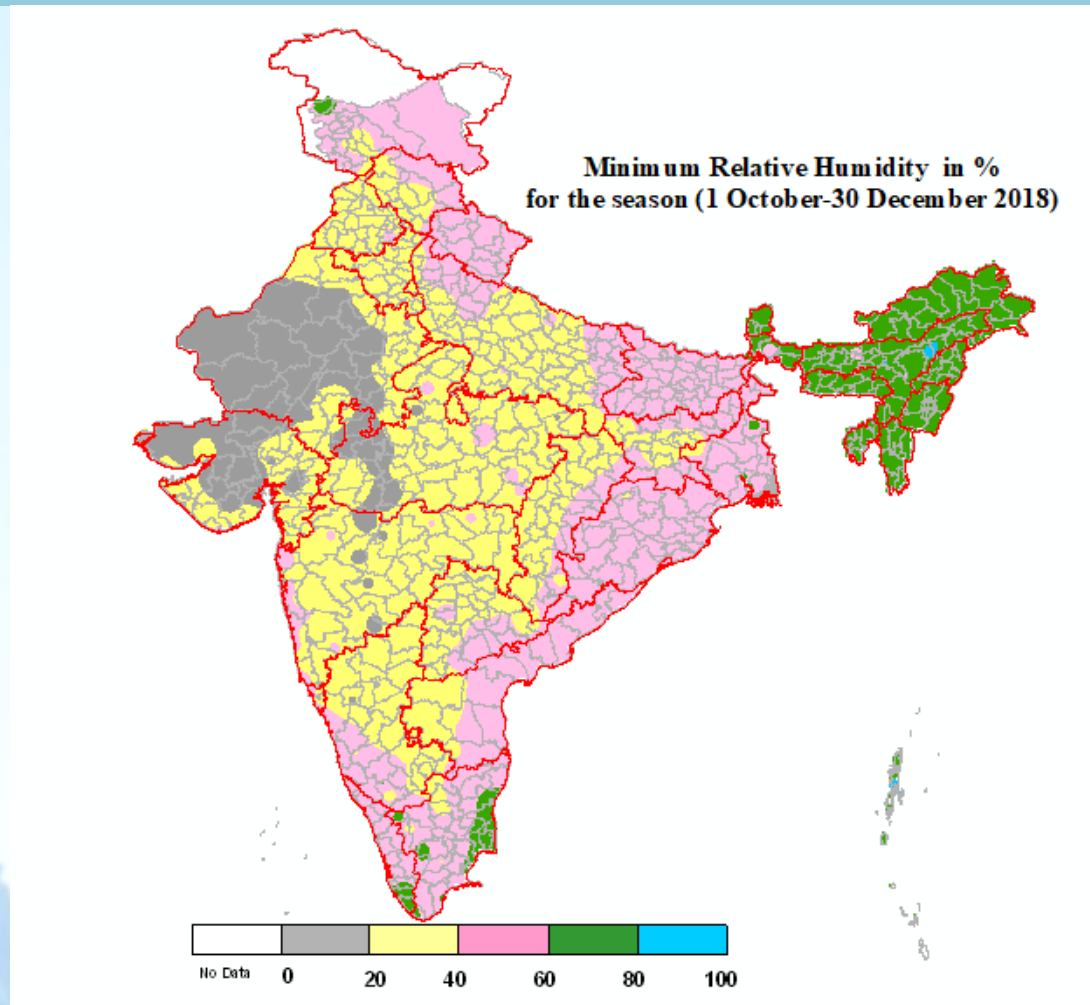 Minimum Relative Humidity in %
for the season (1 October-30 December 2018)
No Data 0 20 40 60 80 100